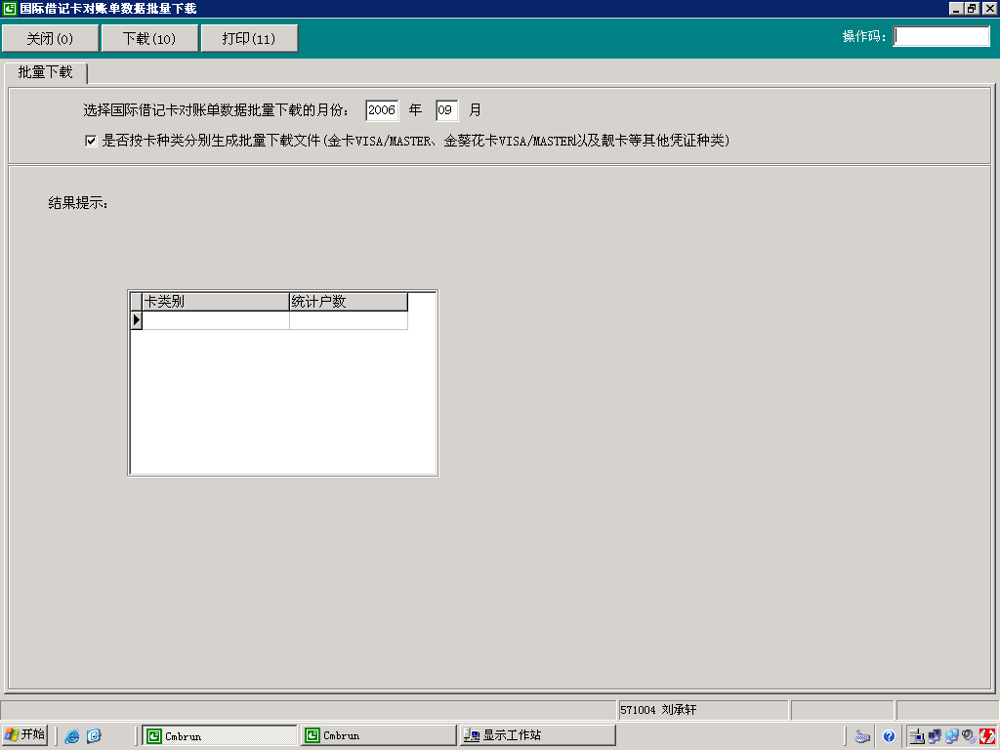 国际借记卡对账单数据批量下载
关闭(0) 下载(10) 打印(11) 操作码:
批量下载
选择国际借记卡对账单数据批量下载的月份: 2006 年 09 月
是否按卡种类分别生成批量下载文件(金卡VISA/MASTER、金葵花卡VISA/MASTER以及靓卡等其他凭证种类)
结果提示:
卡类别 统计户数
571004 刘承轩
开始 Cmbrun Cmbrun 显示工作站